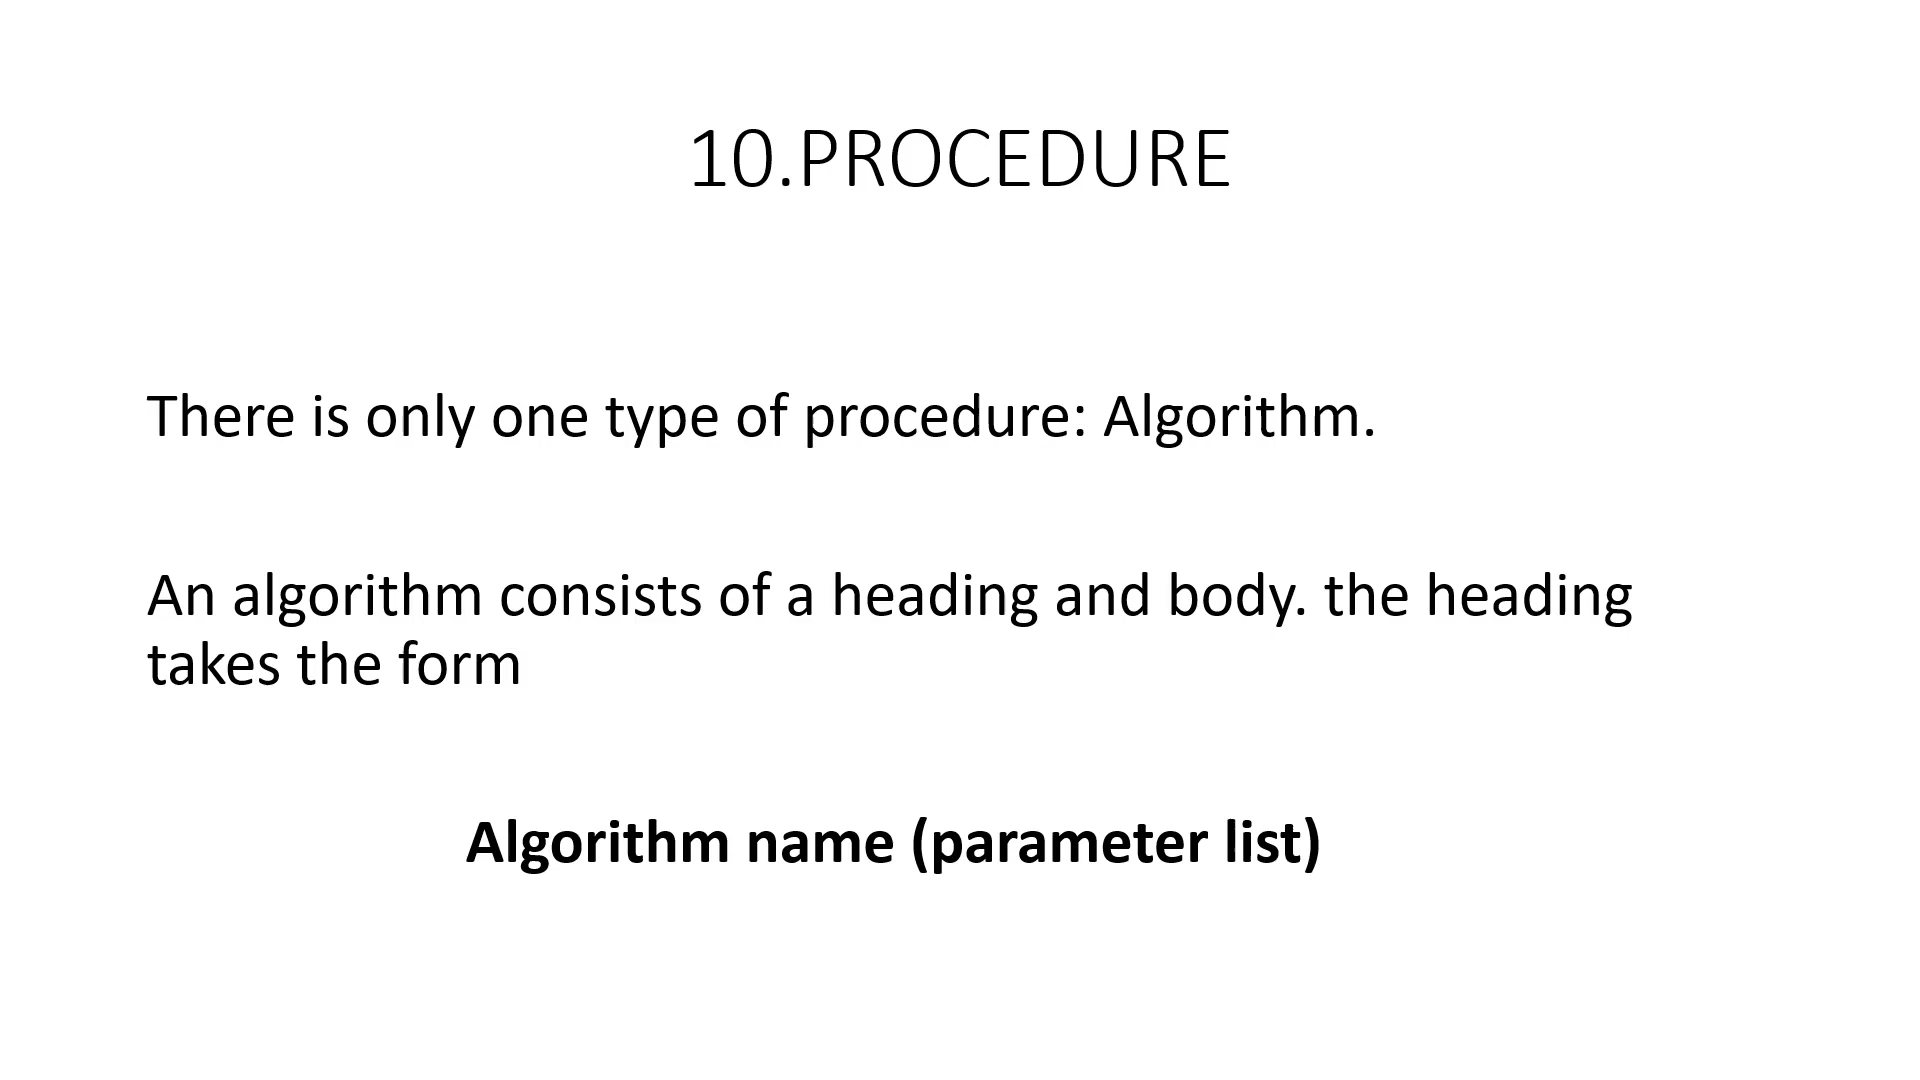 10.PROCEDURE
There is only one type of procedure: Algorithm.
An algorithm consists of a heading and body. the heading
takes the form
Algorithm name (parameter list)